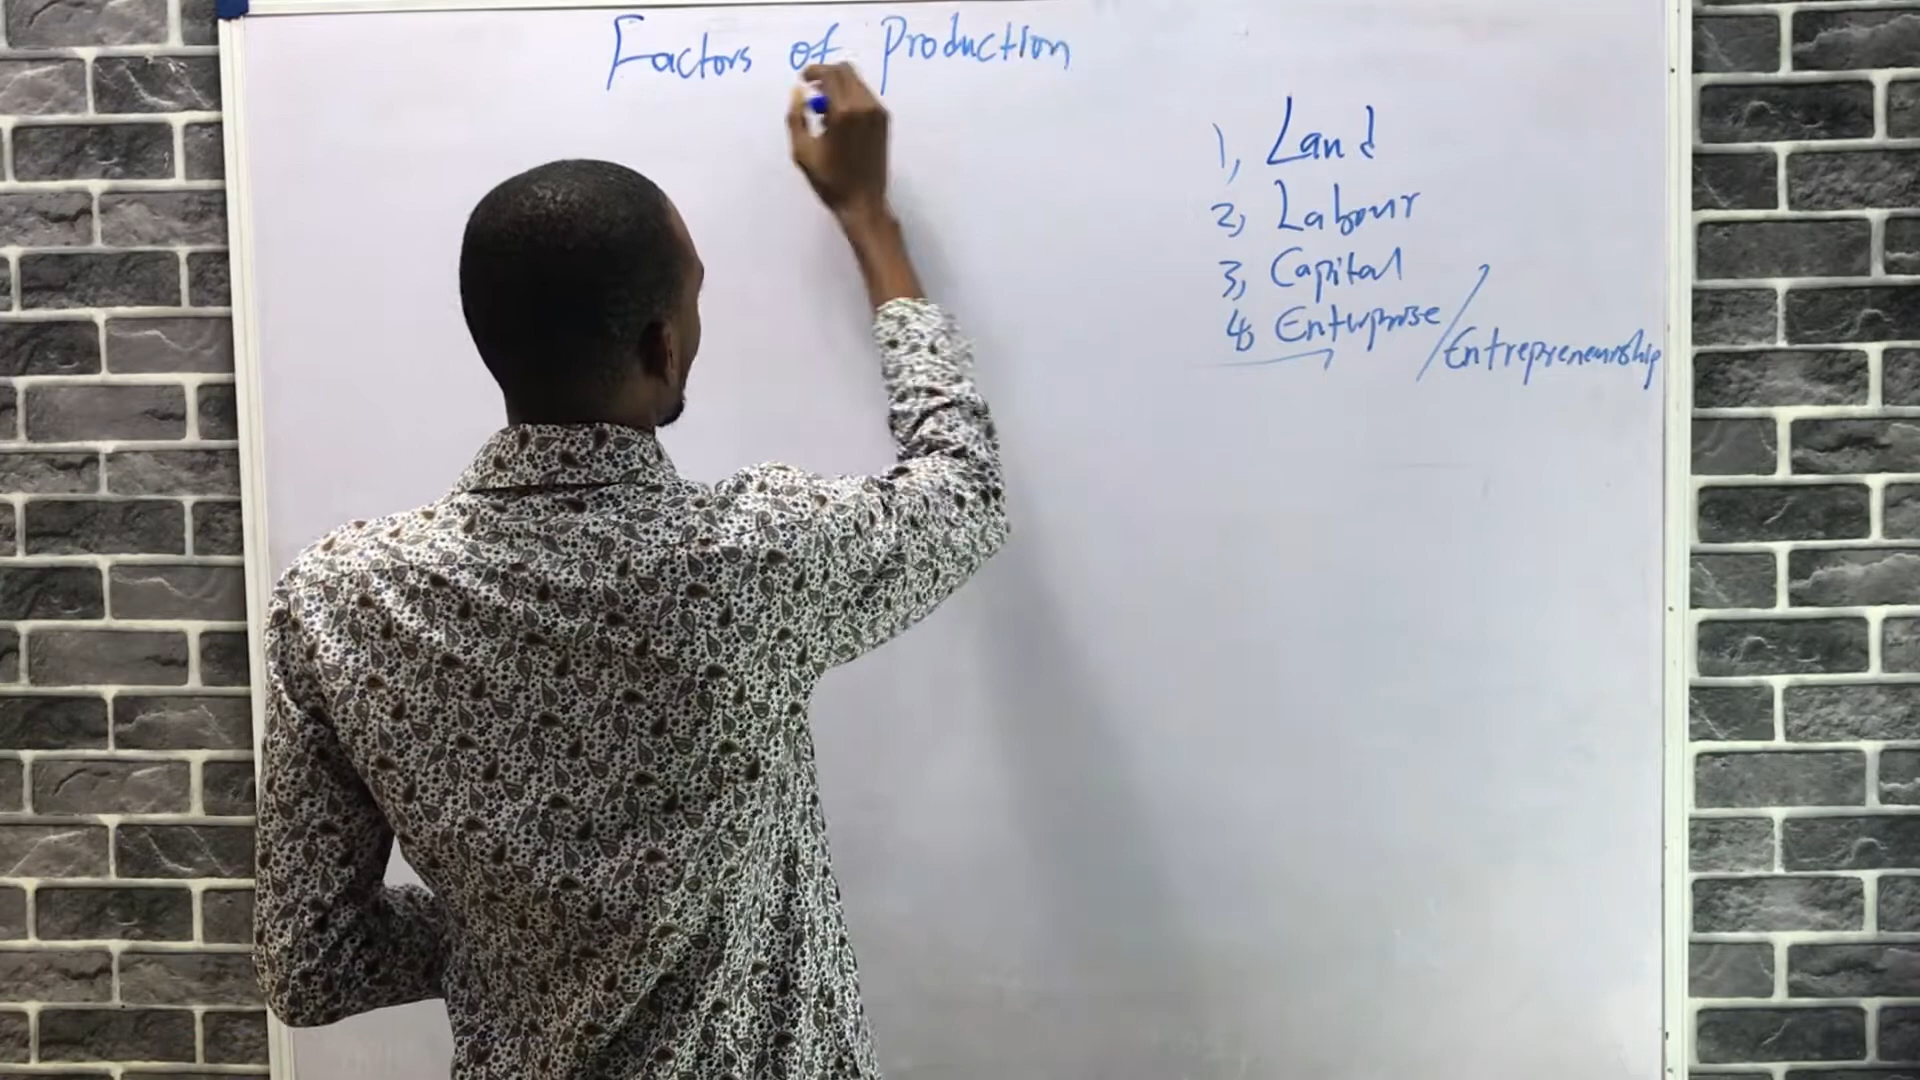 Factors of Production
1, Land
2, Labour
3, Capital
4, Enterprise / Entrepreneurship